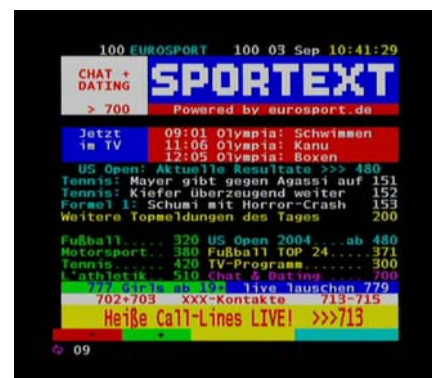 100 EUROSPORT 100 03 Sep 10:41:29
CHAT +
DATING
> 700
SPORTEXT
Powered by eurosport.de
Jetzt
im TV
09:01 Olympia: Schwimmen
11:06 Olympia: Kanu
12:05 Olympia: Boxen
US Open: Aktuelle Resultate >>> 480
Tennis: Mayer gibt gegen Agassi auf 151
Tennis: Kiefer überzeugend weiter 152
Formel 1: Schumi mit Horror-Crash 153
Weitere Topmeldungen des Tages 200
Fußball..... 320 US Open 2004....ab 480
Motorsport.. 380 Fußball TOP 24.....371
Tennis...... 420 TV-Programm........300
L'athletik.. 510 Chat & Dating......700
777 Girls ab 19+ live lauschen 779
702+703 XXX-Kontakte 713-715
Heiße Call-Lines LIVE! >>>713
- +
09